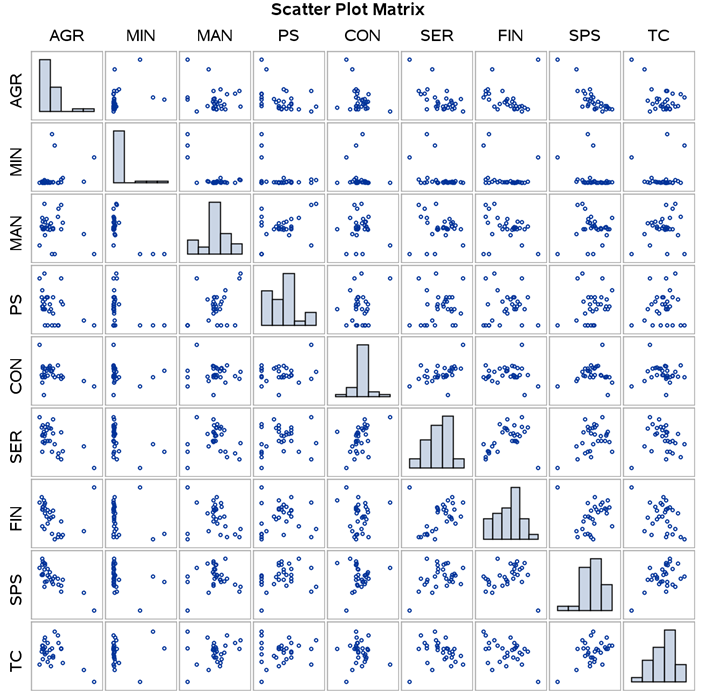 Scatter Plot Matrix
AGR MIN MAN PS CON SER FIN SPS TC
AGR
MIN
MAN
PS
CON
SER
FIN
SPS
TC